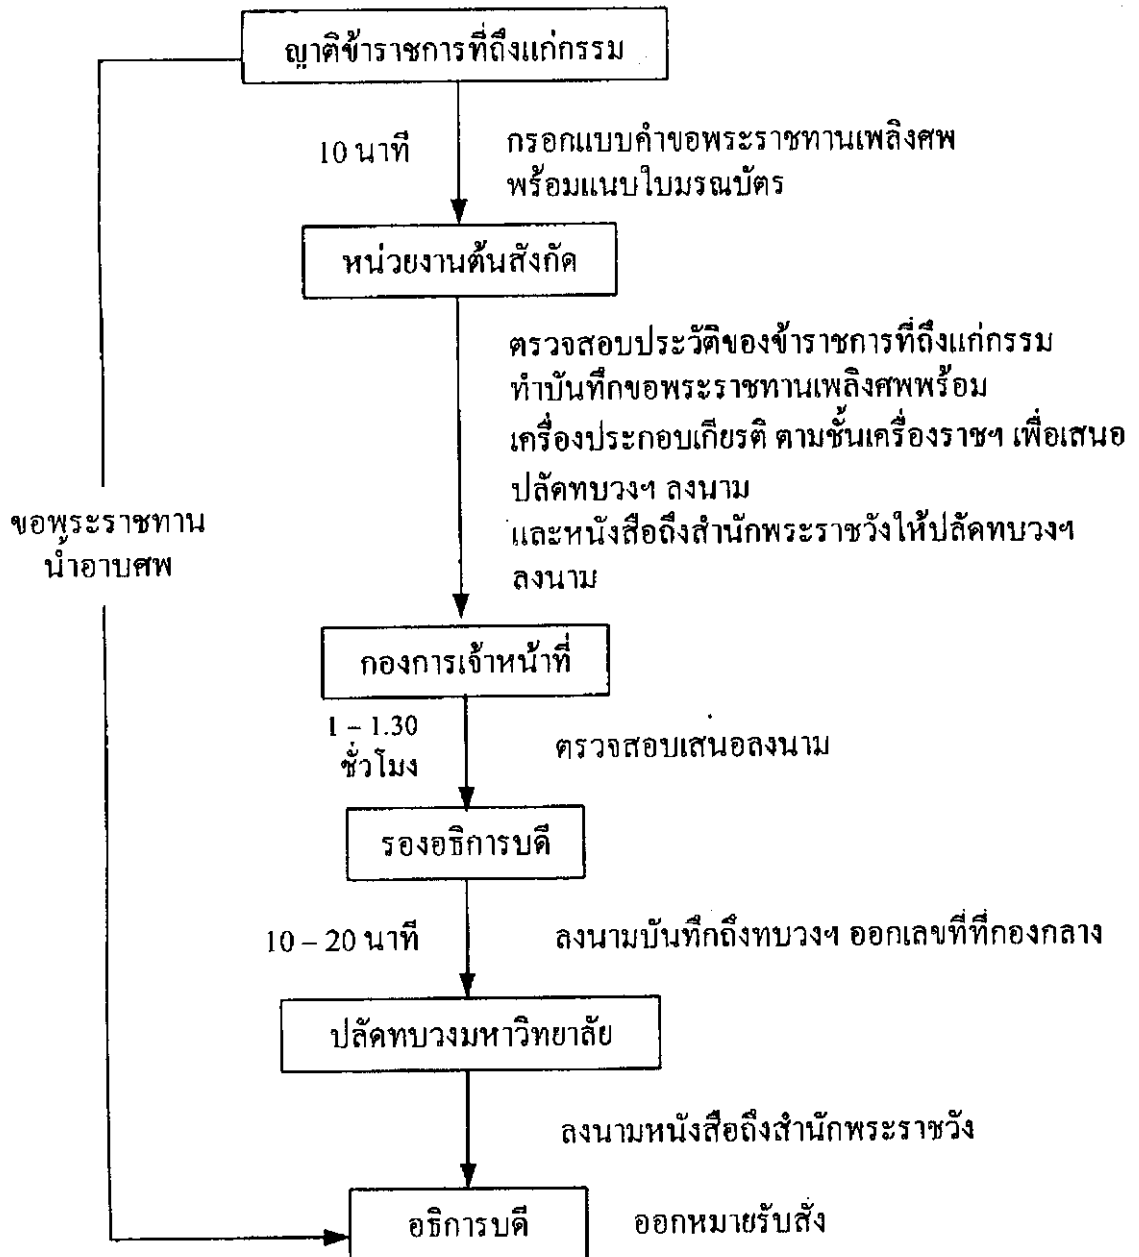 ญาติข้าราชการที่ถึงแก่กรรม
10 นาที
กรอกแบบคำขอพระราชทานเพลิงศพ
พร้อมแนบใบมรณบัตร
หน่วยงานต้นสังกัด
ตรวจสอบประวัติของข้าราชการที่ถึงแก่กรรม
ทำบันทึกขอพระราชทานเพลิงศพพร้อม
เครื่องประกอบเกียรติ ตามชั้นเครื่องราชฯ เพื่อเสนอ
ปลัดทบวงฯ ลงนาม
และหนังสือถึงสำนักพระราชวังให้ปลัดทบวงฯ
ลงนาม
ขอพระราชทาน
น้ำอาบศพ
กองการเจ้าหน้าที่
1 – 1.30
ชั่วโมง
ตรวจสอบเสนอลงนาม
รองอธิการบดี
10 – 20 นาที
ลงนามบันทึกถึงทบวงฯ ออกเลขที่ที่กองกลาง
ปลัดทบวงมหาวิทยาลัย
ลงนามหนังสือถึงสำนักพระราชวัง
อธิการบดี
ออกหมายรับสั่ง